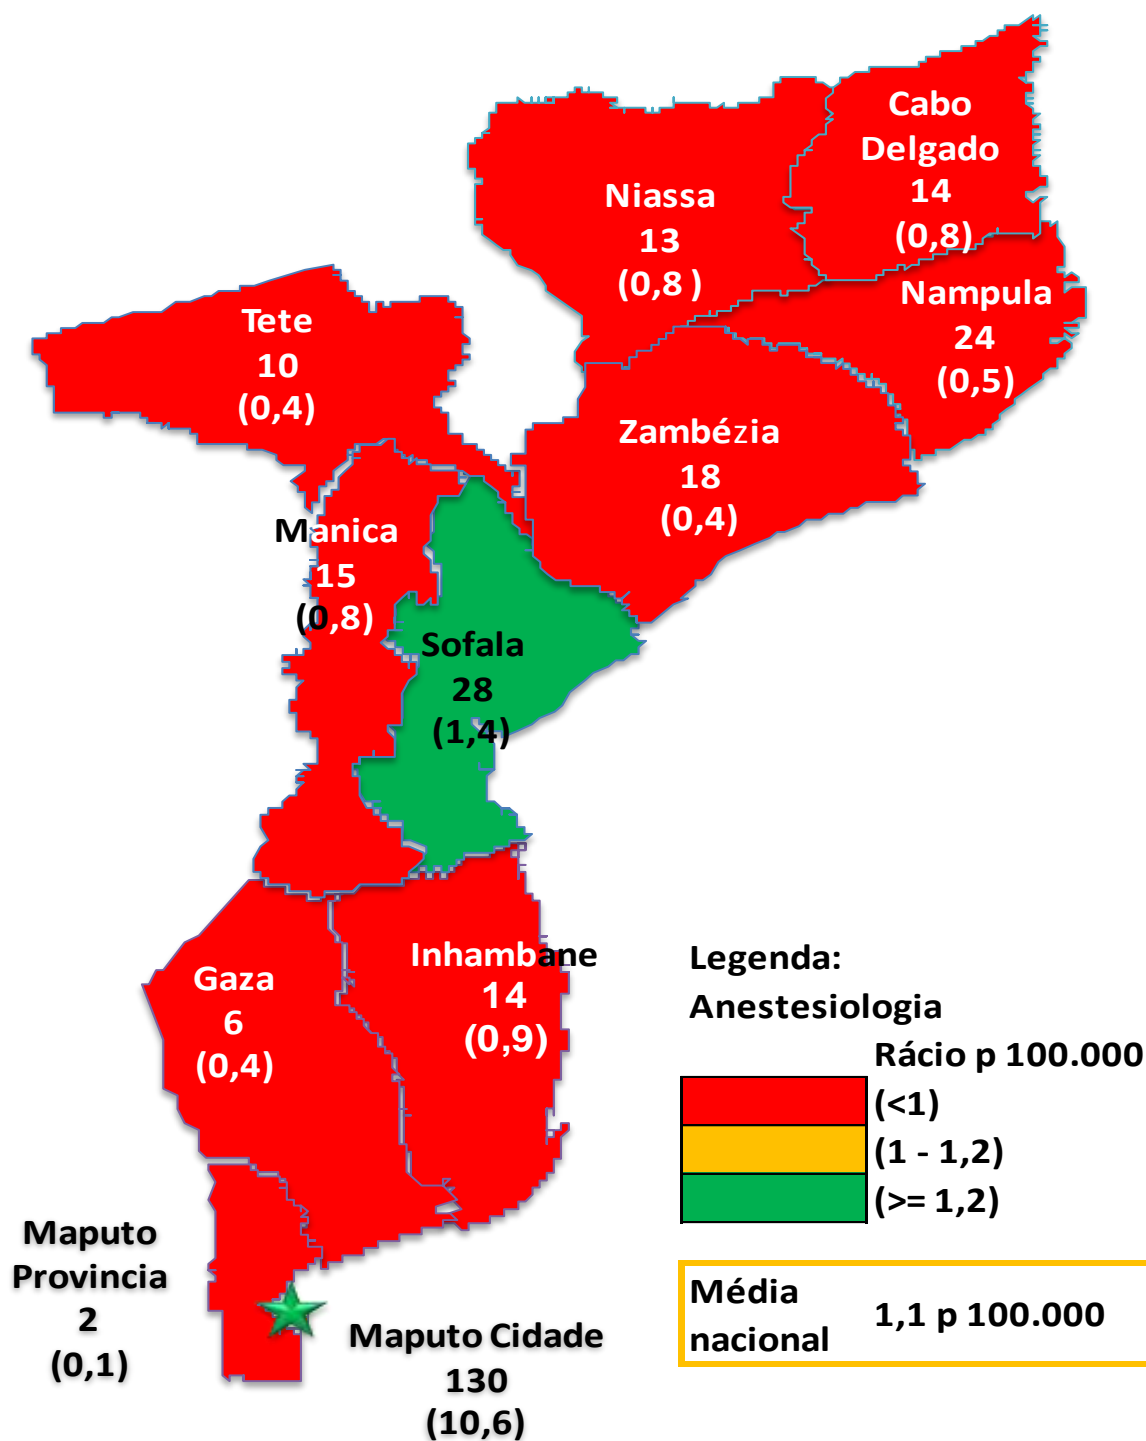 Cabo
Delgado
14
(0,8)
Niassa
13
(0,8 )
Nampula
24
(0,5)
Tete
10
(0,4)
Zambézia
18
(0,4)
Manica
15
(0,8)
Sofala
28
(1,4)
Inhambane
14
(0,9)
Gaza
6
(0,4)
Maputo
Provincia
2
(0,1)
Maputo Cidade
130
(10,6)
Legenda:
Anestesiologia
Rácio p 100.000
(<1)
(1 - 1,2)
(>= 1,2)
Média
nacional
1,1 p 100.000